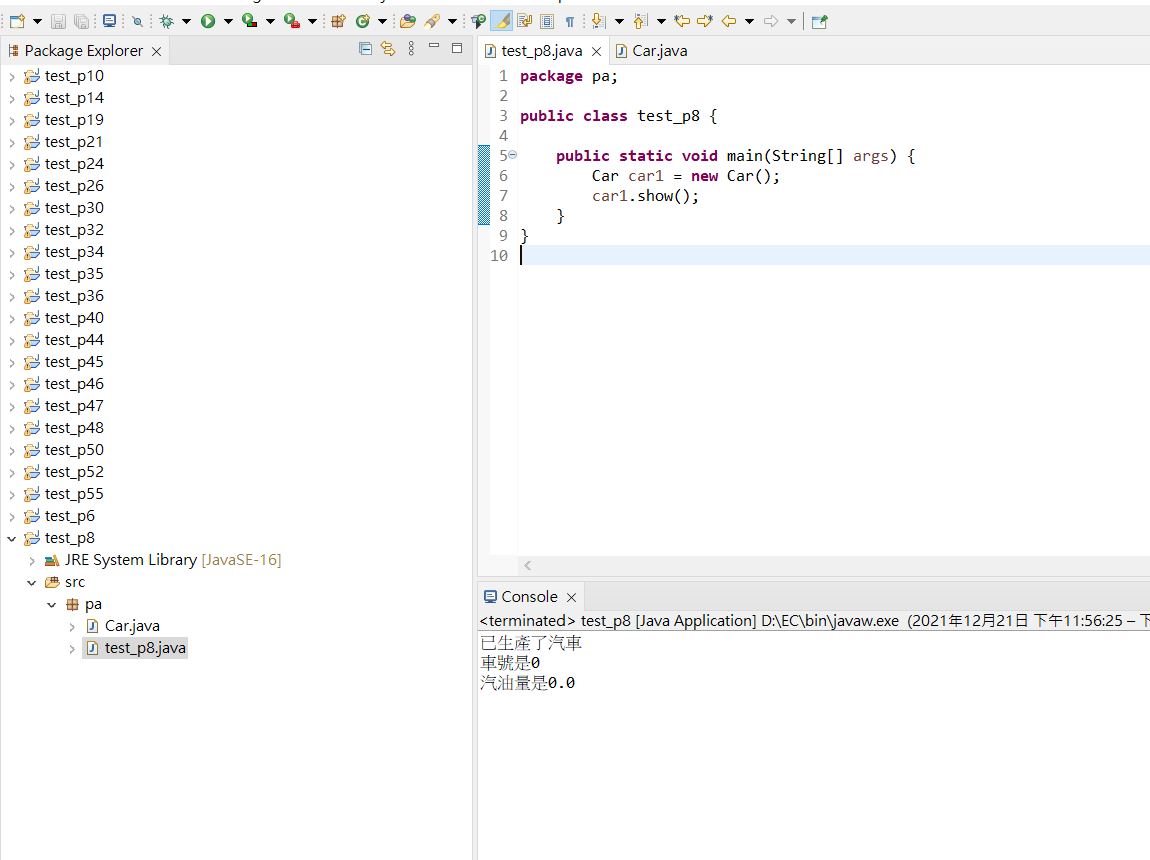 Package Explorer
test_p10
test_p14
test_p19
test_p21
test_p24
test_p26
test_p30
test_p32
test_p34
test_p35
test_p36
test_p40
test_p44
test_p45
test_p46
test_p47
test_p48
test_p50
test_p52
test_p55
test_p6
test_p8
JRE System Library [JavaSE-16]
src
pa
Car.java
test_p8.java
test_p8.java Car.java
1 package pa;
2
3 public class test_p8 {
4
5 public static void main(String[] args) {
6 Car car1 = new Car();
7 car1.show();
8 }
9 }
10
Console
<terminated> test_p8 [Java Application] D:\EC\bin\javaw.exe (2021年12月21日 下午11:56:25 – 下
已生產了汽車
車號是0
汽油量是0.0